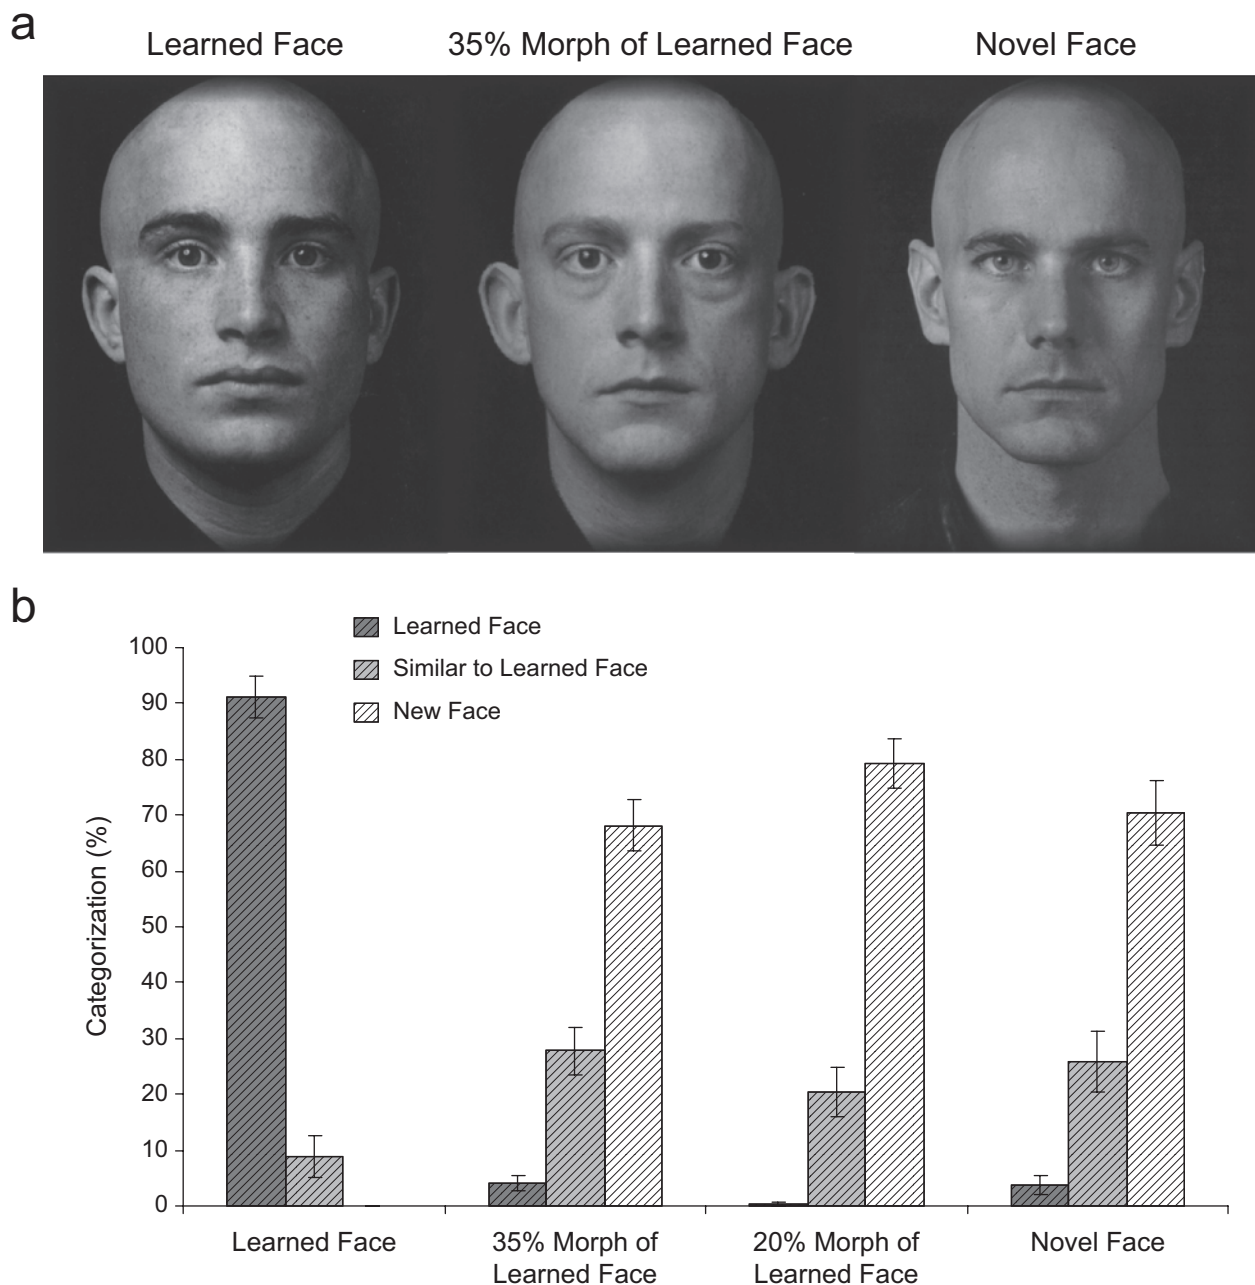 a
Learned Face 35% Morph of Learned Face Novel Face
b
Learned Face
Similar to Learned Face
New Face
100
90
80
70
60
50
40
30
20
10
0
Categorization (%)
Learned Face 35% Morph of 20% Morph of Novel Face
Learned Face Learned Face